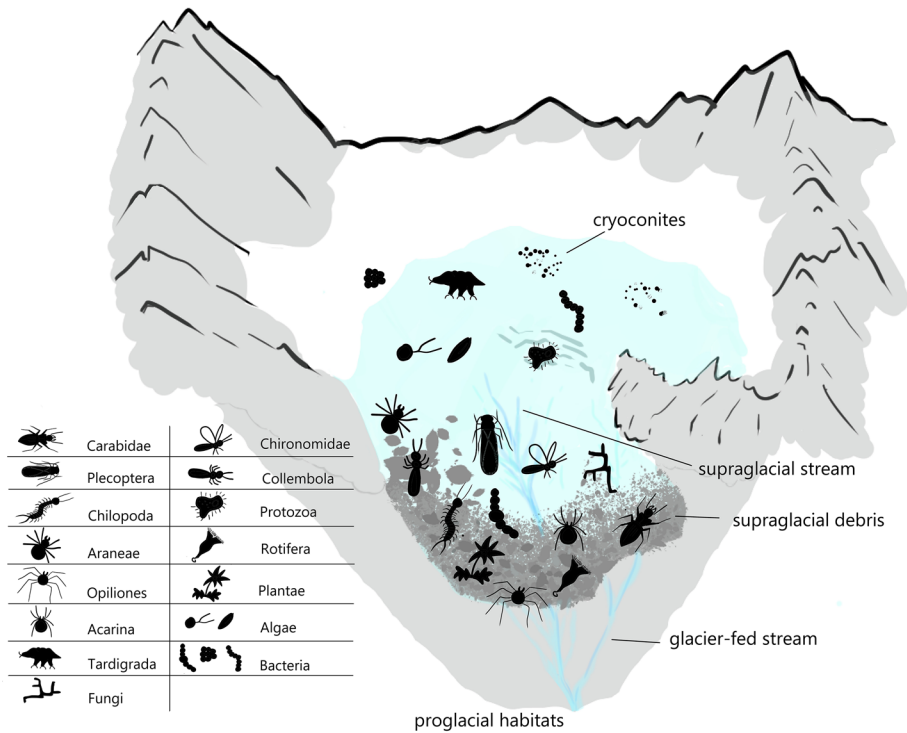 cryoconites
supraglacial stream
supraglacial debris
glacier-fed stream
proglacial habitats
Carabidae
Chironomidae
Plecoptera
Collembola
Chilopoda
Protozoa
Araneae
Rotifera
Opiliones
Plantae
Acarina
Algae
Tardigrada
Bacteria
Fungi